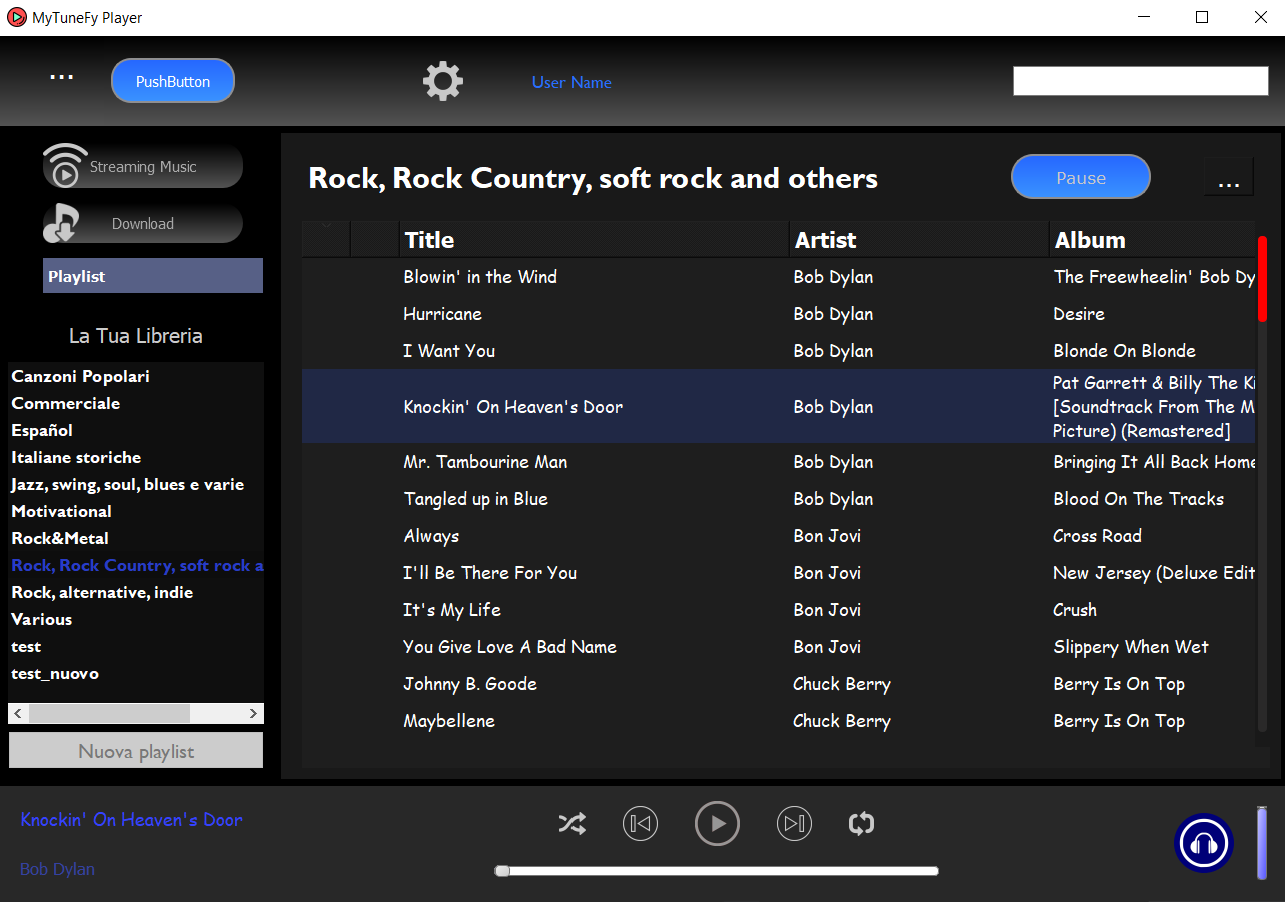 MyTuneFy Player
...
PushButton
User Name
Streaming Music
Download
Playlist
La Tua Libreria
Canzoni Popolari
Commerciale
Español
Italiane storiche
Jazz, swing, soul, blues e varie
Motivational
Rock&Metal
Rock, Rock Country, soft rock a
Rock, alternative, indie
Various
test
test_nuovo
Nuova playlist
Rock, Rock Country, soft rock and others
Pause
...
Title Artist Album
Blowin' in the Wind Bob Dylan The Freewheelin' Bob Dy
Hurricane Bob Dylan Desire
I Want You Bob Dylan Blonde On Blonde
Knockin' On Heaven's Door Bob Dylan Pat Garrett & Billy The Ki
[Soundtrack From The M
Picture) (Remastered]
Mr. Tambourine Man Bob Dylan Bringing It All Back Home
Tangled up in Blue Bob Dylan Blood On The Tracks
Always Bon Jovi Cross Road
I'll Be There For You Bon Jovi New Jersey (Deluxe Edit
It's My Life Bon Jovi Crush
You Give Love A Bad Name Bon Jovi Slippery When Wet
Johnny B. Goode Chuck Berry Berry Is On Top
Maybellene Chuck Berry Berry Is On Top
Knockin' On Heaven's Door
Bob Dylan